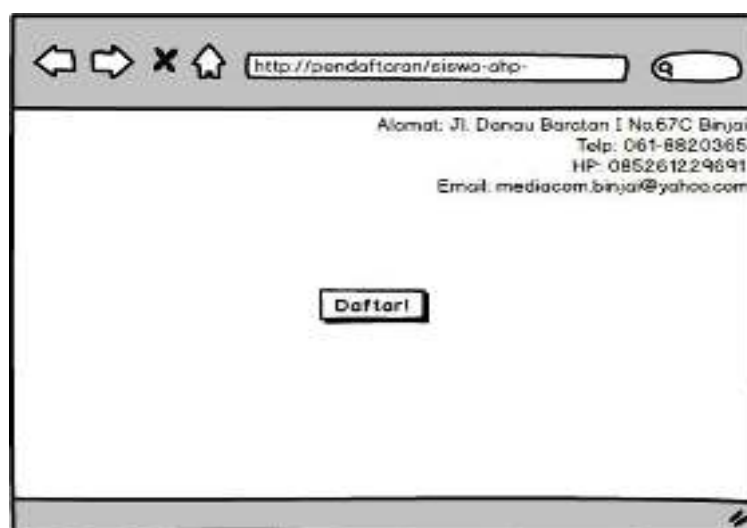 http://pendaftaran/siswa-php-
Alamat: Jl. Danau Baratan I No.67C Binjai
Telp: 061-8820365
HP: 085261229691
Email: mediacom.binjai@yahoo.com
Daftar!